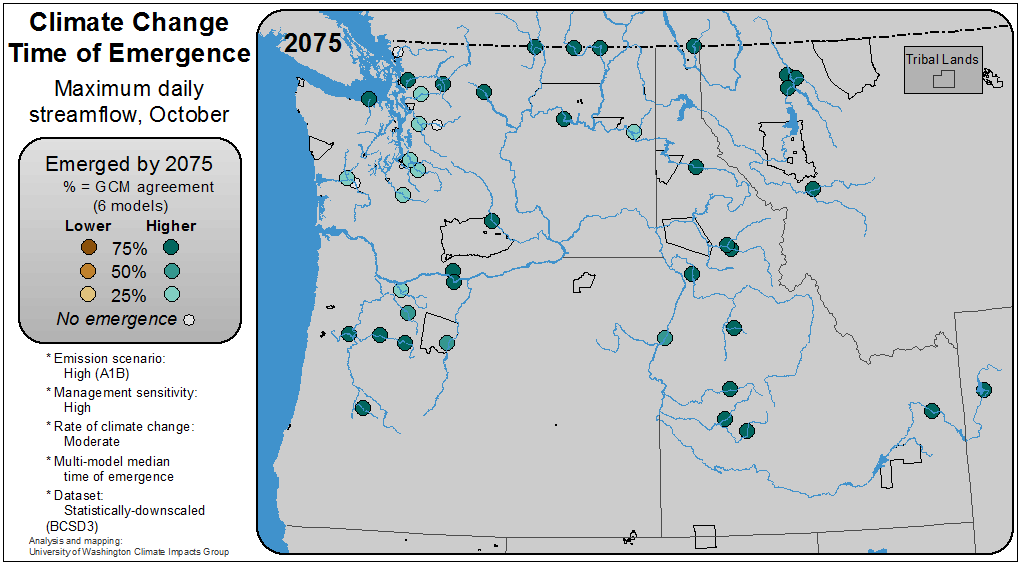 Climate Change
Time of Emergence
Maximum daily
streamflow, October
Emerged by 2075
% = GCM agreement
(6 models)
Lower Higher
75%
50%
25%
No emergence
* Emission scenario:
High (A1B)
* Management sensitivity:
High
* Rate of climate change:
Moderate
* Multi-model median
time of emergence
* Dataset:
Statistically-downscaled
(BCSD3)
Analysis and mapping:
University of Washington Climate Impacts Group
2075
Tribal Lands